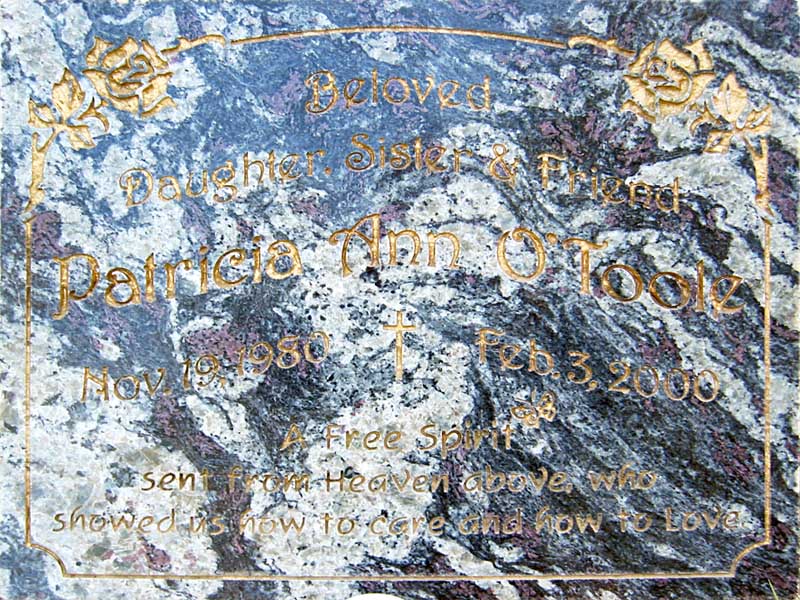 Beloved
Daughter, Sister & Friend
Patricia Ann O'Toole
Nov. 19, 1980 Feb. 3, 2000
A Free Spirit
sent from Heaven above, who
showed us how to care and how to Love.